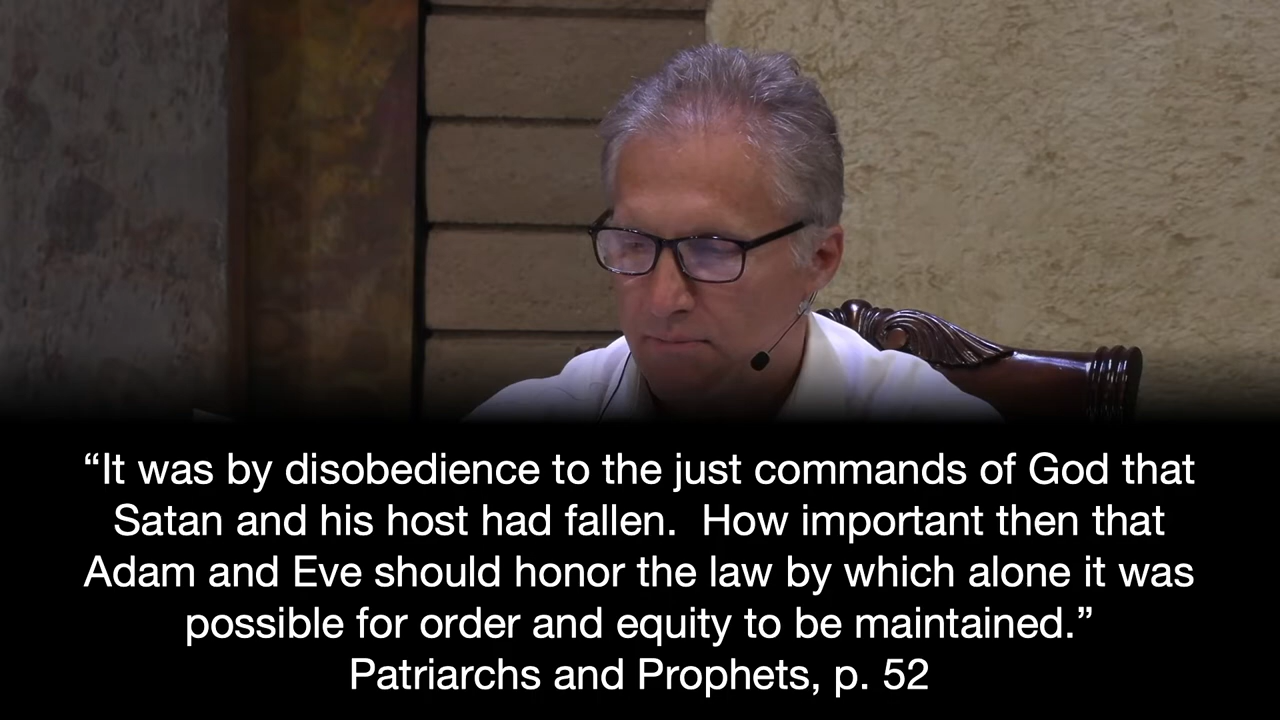 “It was by disobedience to the just commands of God that
Satan and his host had fallen.  How important then that
Adam and Eve should honor the law by which alone it was
possible for order and equity to be maintained.”
Patriarchs and Prophets, p. 52